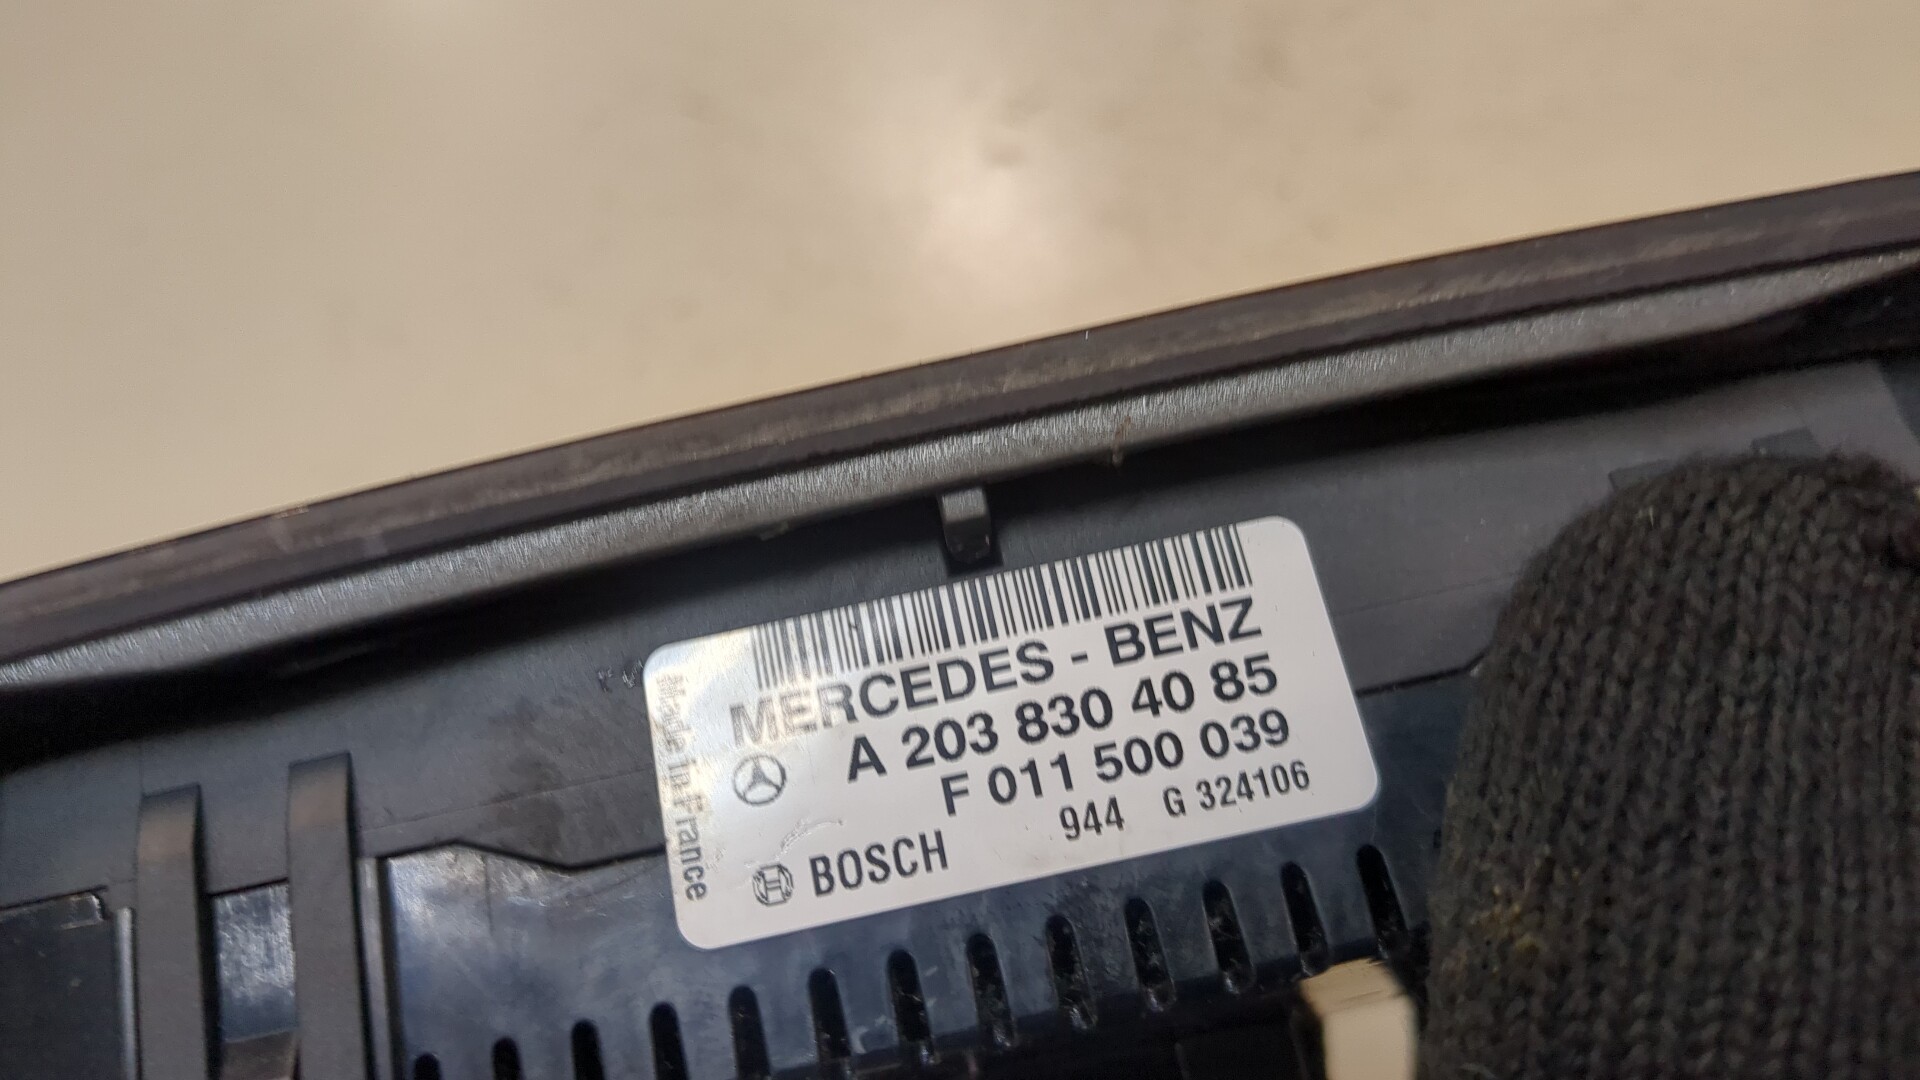 MERCEDES - BENZ
A 203 830 40 85
F 011 500 039
BOSCH 944 G 324106
Made in France